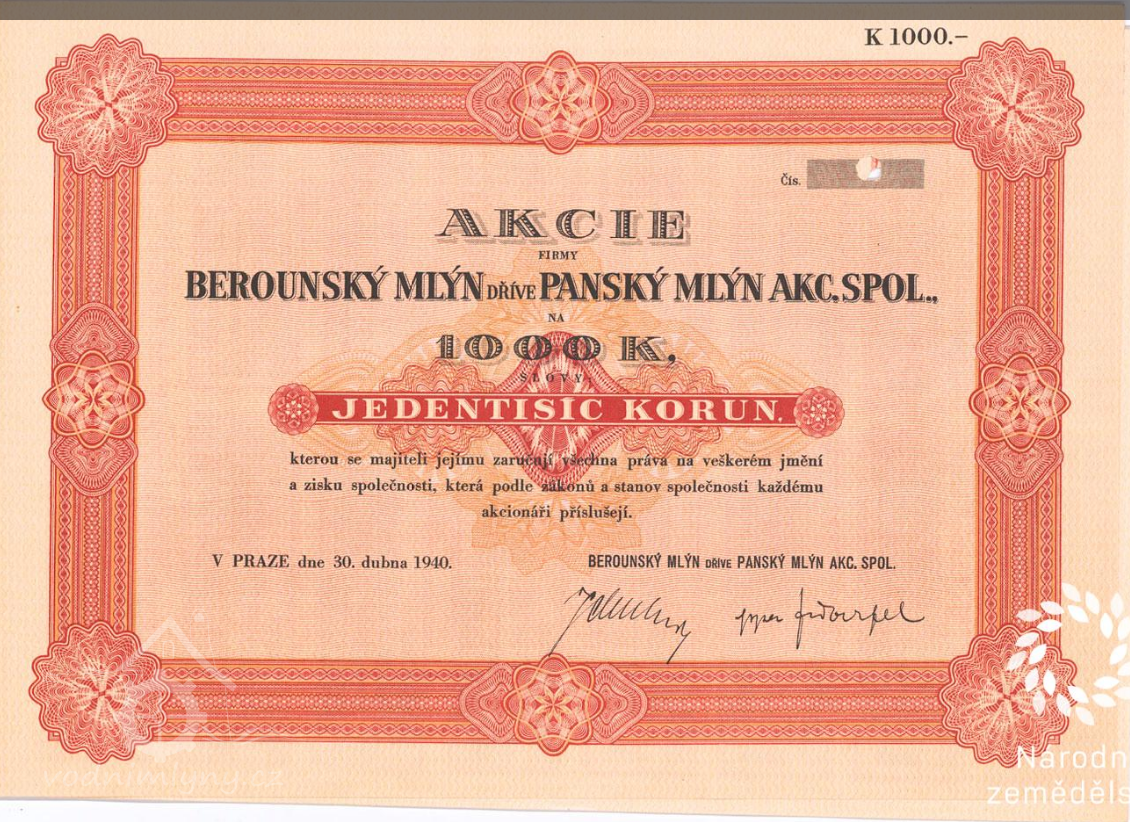 K 1000.–
Čís.
AKCIE
FIRMY
BEROUNSKÝ MLÝN DŘÍVE PANSKÝ MLÝN AKC. SPOL.,
NA
1000 K,
SLOVY
JEDENTISÍC KORUN.
kterou se majiteli jejímu zaručují všechna práva na veškerém jmění
a zisku společnosti, která podle zákonů a stanov společnosti každému
akcionáři příslušejí.
V PRAZE dne 30. dubna 1940.
BEROUNSKÝ MLÝN DŘIVE PANSKÝ MLÝN AKC. SPOL.
vodnimlyny.cz
Národn
zeměděls